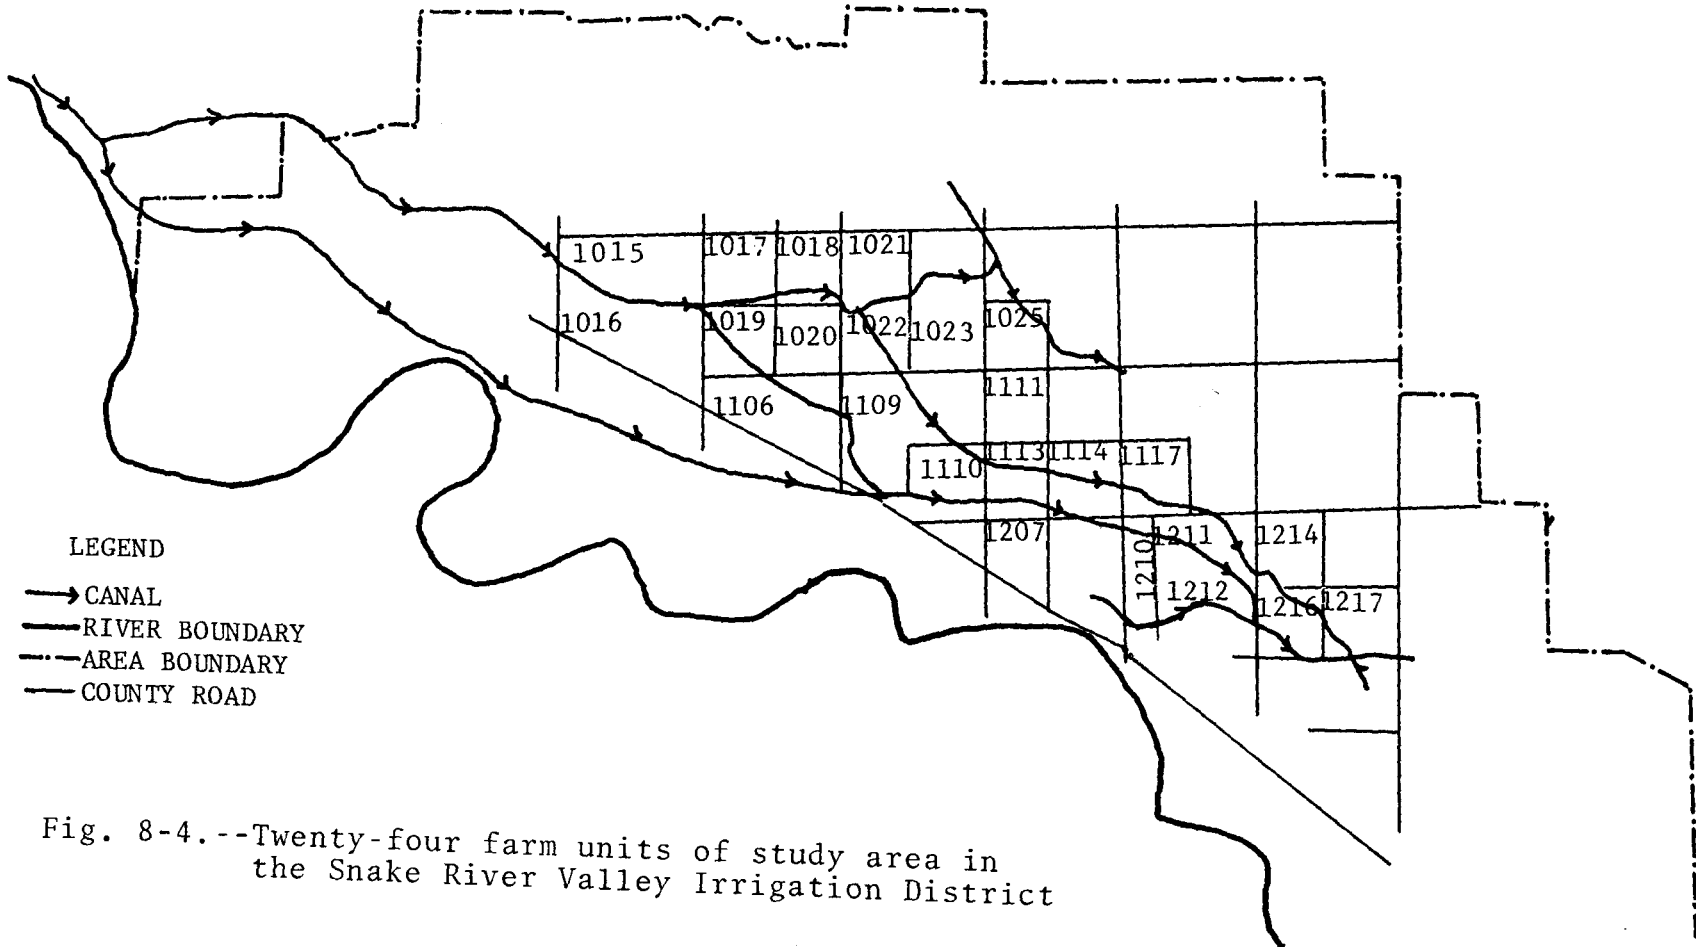 1015 1017 1018 1021
1016 1019 1020 1022 1023 1025
1106 1109 1111
1110 1113 1114 1117
1207 1210 1211 1214
1212 1216 1217
LEGEND
CANAL
RIVER BOUNDARY
AREA BOUNDARY
COUNTY ROAD
Fig. 8-4.--Twenty-four farm units of study area in
the Snake River Valley Irrigation District